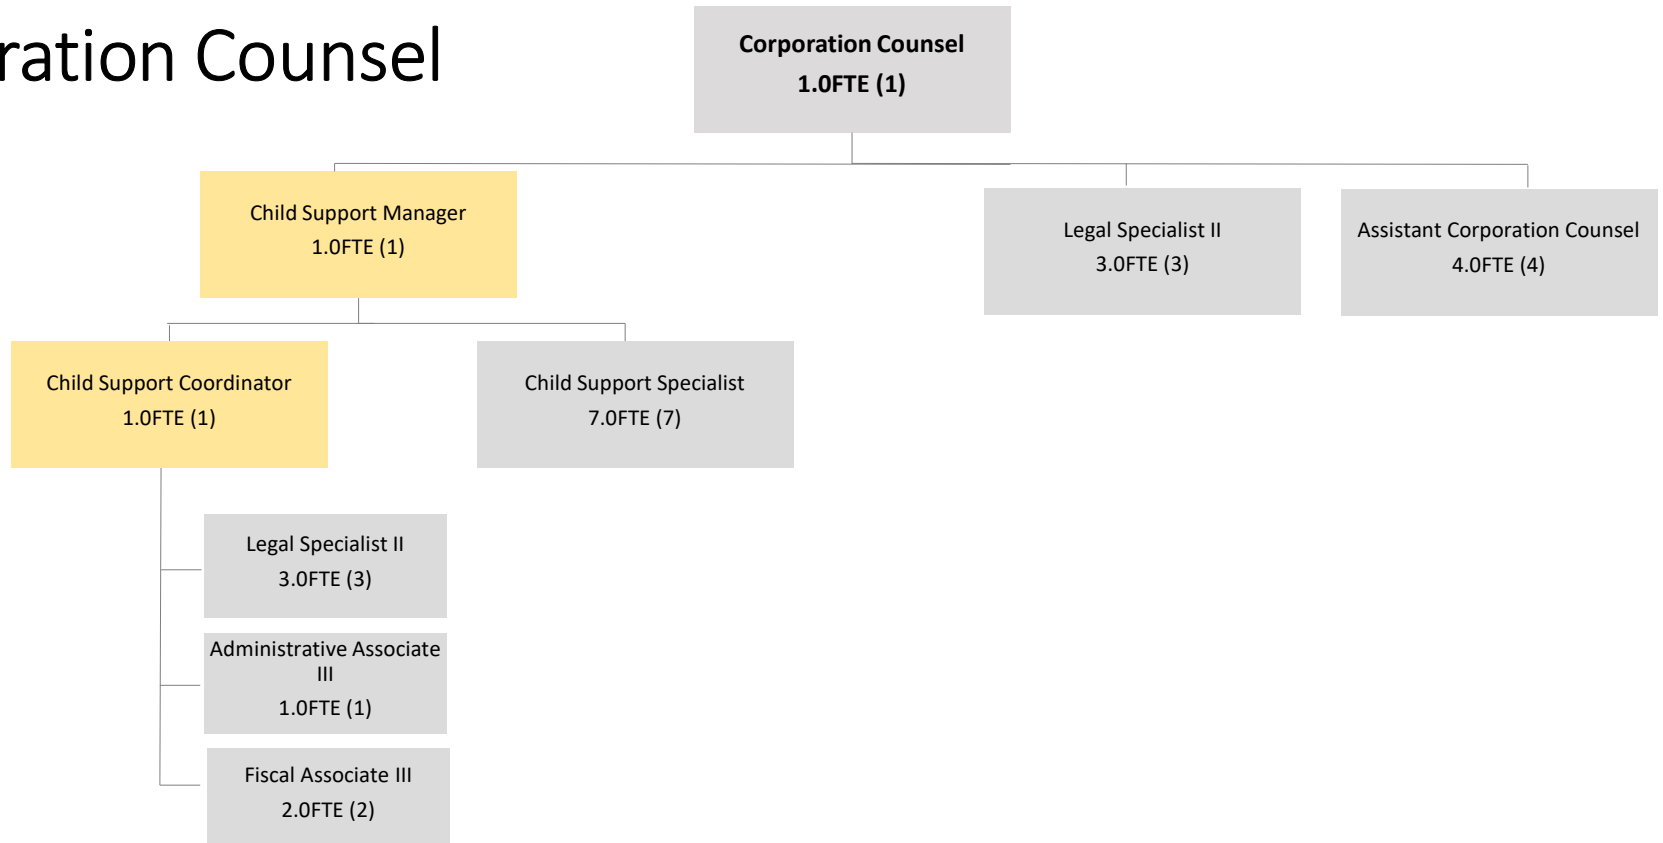 ration Counsel
Corporation Counsel
1.0FTE (1)
Child Support Manager
1.0FTE (1)
Legal Specialist II
3.0FTE (3)
Assistant Corporation Counsel
4.0FTE (4)
Child Support Coordinator
1.0FTE (1)
Child Support Specialist
7.0FTE (7)
Legal Specialist II
3.0FTE (3)
Administrative Associate
III
1.0FTE (1)
Fiscal Associate III
2.0FTE (2)